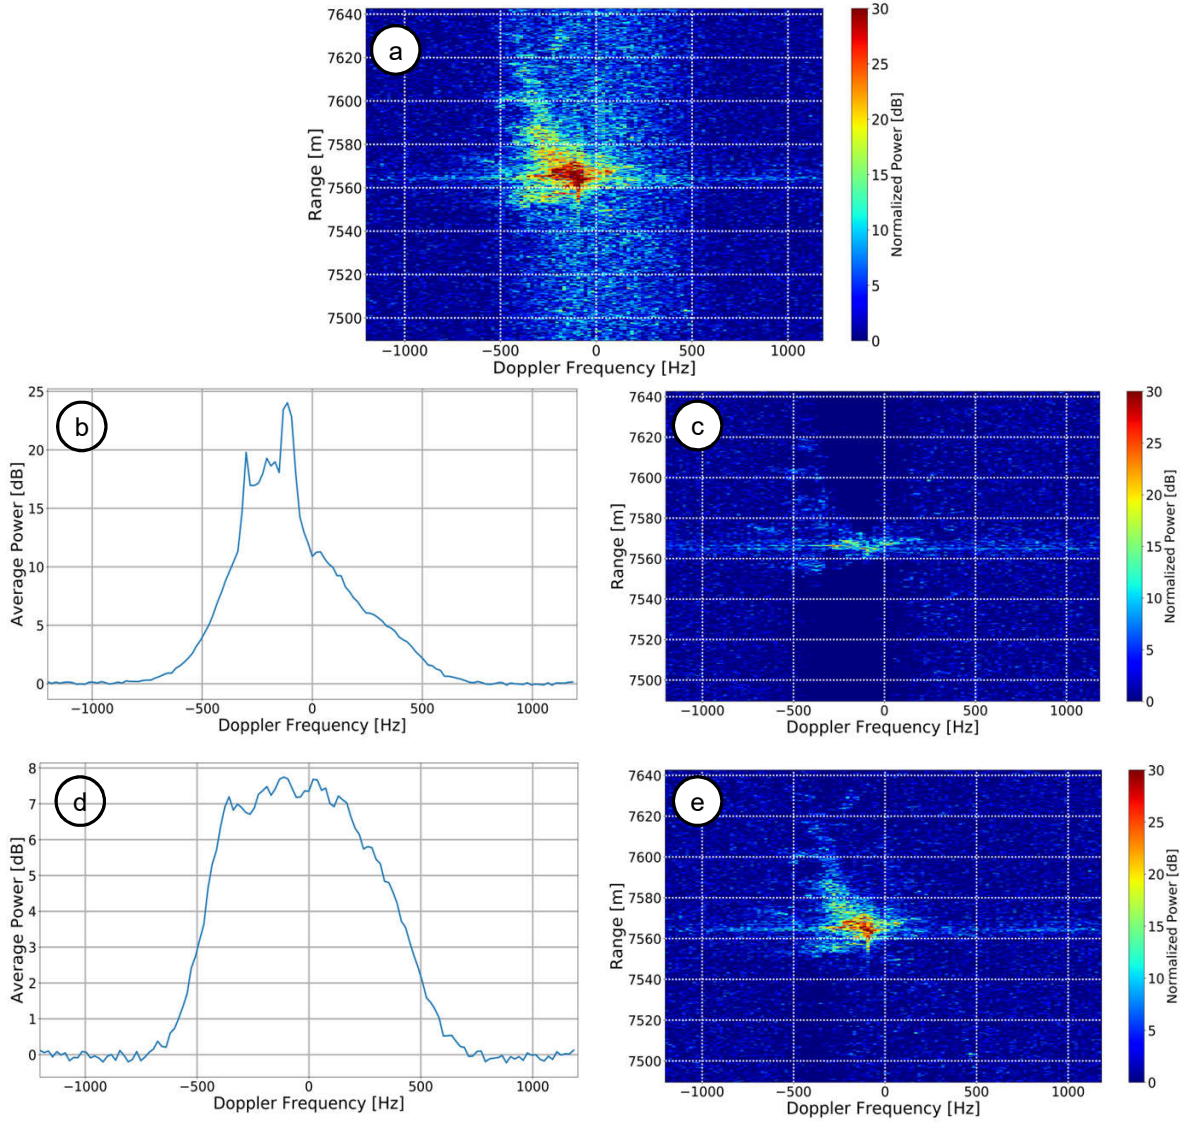 a
7640
7620
7600
7580
7560
7540
7520
7500
Range [m]
−1000 −500 0 500 1000
Doppler Frequency [Hz]
30
25
20
15
10
5
0
Normalized Power [dB]
b
25
20
15
10
5
0
Average Power [dB]
−1000 −500 0 500 1000
Doppler Frequency [Hz]
c
7640
7620
7600
7580
7560
7540
7520
7500
Range [m]
−1000 −500 0 500 1000
Doppler Frequency [Hz]
30
25
20
15
10
5
0
Normalized Power [dB]
d
8
7
6
5
4
3
2
1
0
Average Power [dB]
−1000 −500 0 500 1000
Doppler Frequency [Hz]
e
7640
7620
7600
7580
7560
7540
7520
7500
Range [m]
−1000 −500 0 500 1000
Doppler Frequency [Hz]
30
25
20
15
10
5
0
Normalized Power [dB]